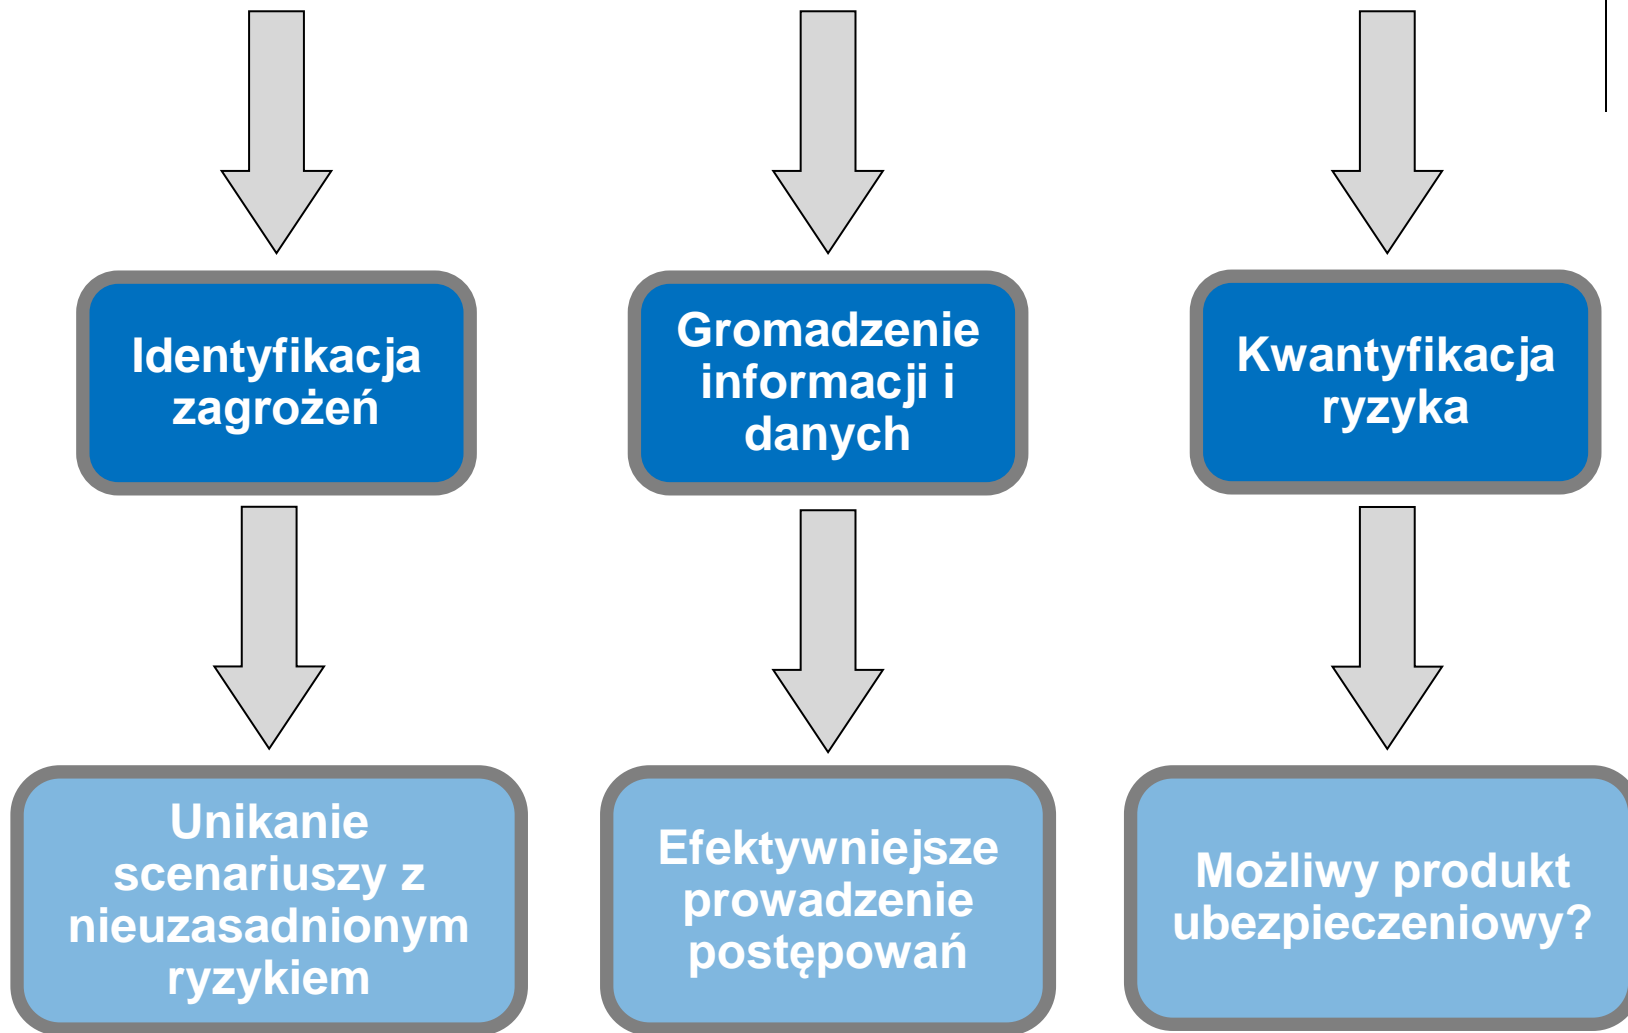 Identyfikacja
zagrożeń
Gromadzenie
informacji i
danych
Kwantyfikacja
ryzyka
Unikanie
scenariuszy z
nieuzasadnionym
ryzykiem
Efektywniejsze
prowadzenie
postępowań
Możliwy produkt
ubezpieczeniowy?